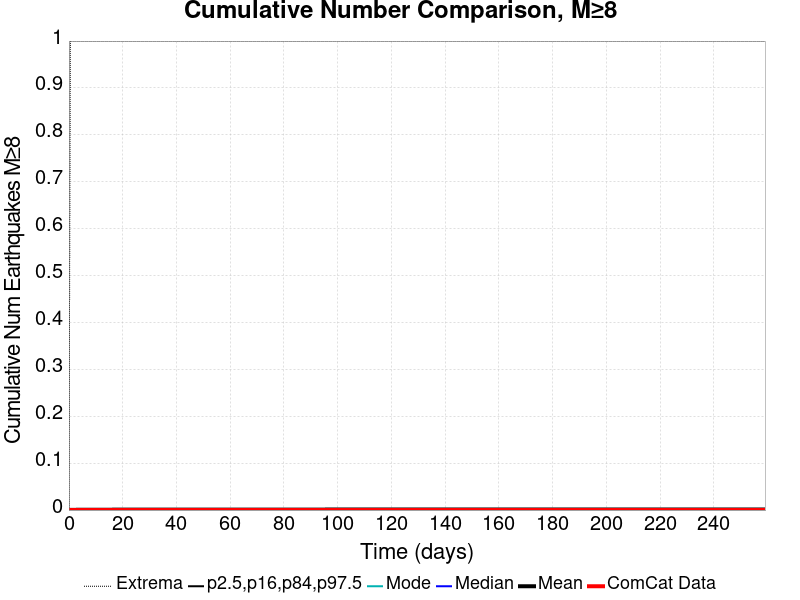 Cumulative Number Comparison, M≥8
Cumulative Num Earthquakes M≥8
1
0.9
0.8
0.7
0.6
0.5
0.4
0.3
0.2
0.1
0
0 20 40 60 80 100 120 140 160 180 200 220 240
Time (days)
Extrema p2.5,p16,p84,p97.5 Mode Median Mean ComCat Data